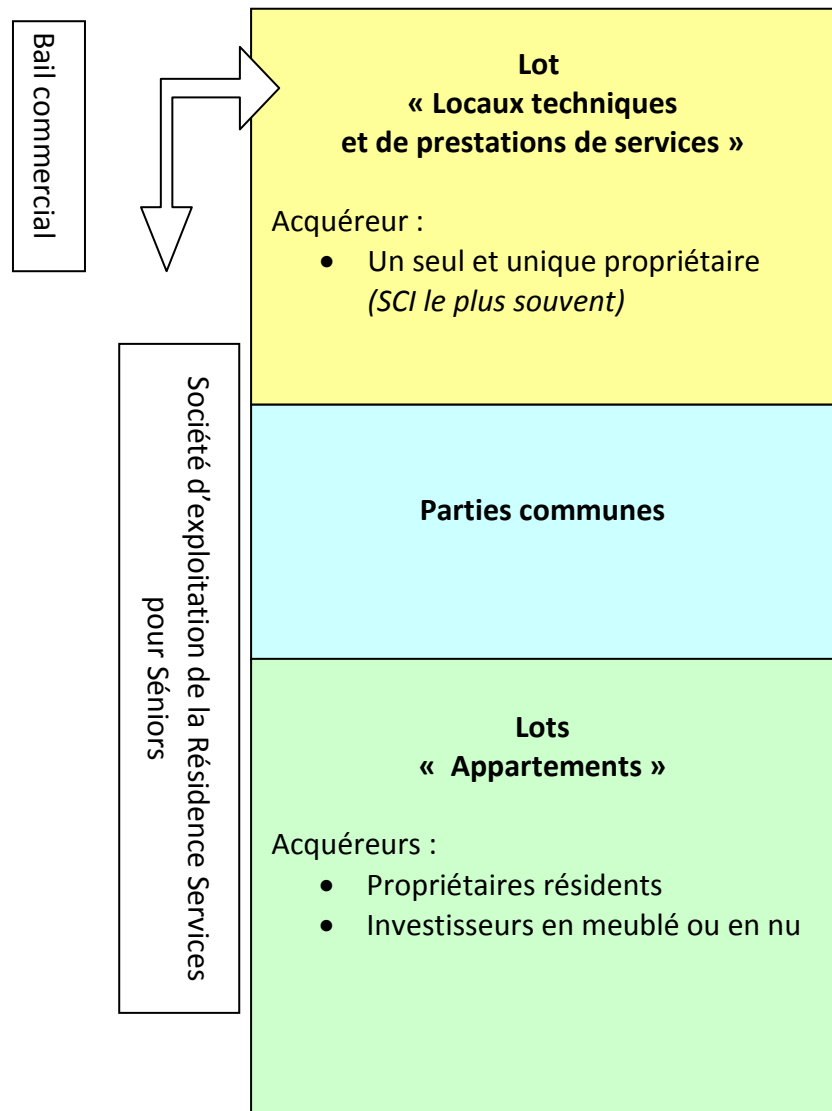 Bail commercial
Lot
« Locaux techniques
et de prestations de services »
Acquéreur :
• Un seul et unique propriétaire
(SCI le plus souvent)
Société d’exploitation de la Résidence Services
pour Séniors
Parties communes
Lots
« Appartements »
Acquéreurs :
• Propriétaires résidents
• Investisseurs en meublé ou en nu